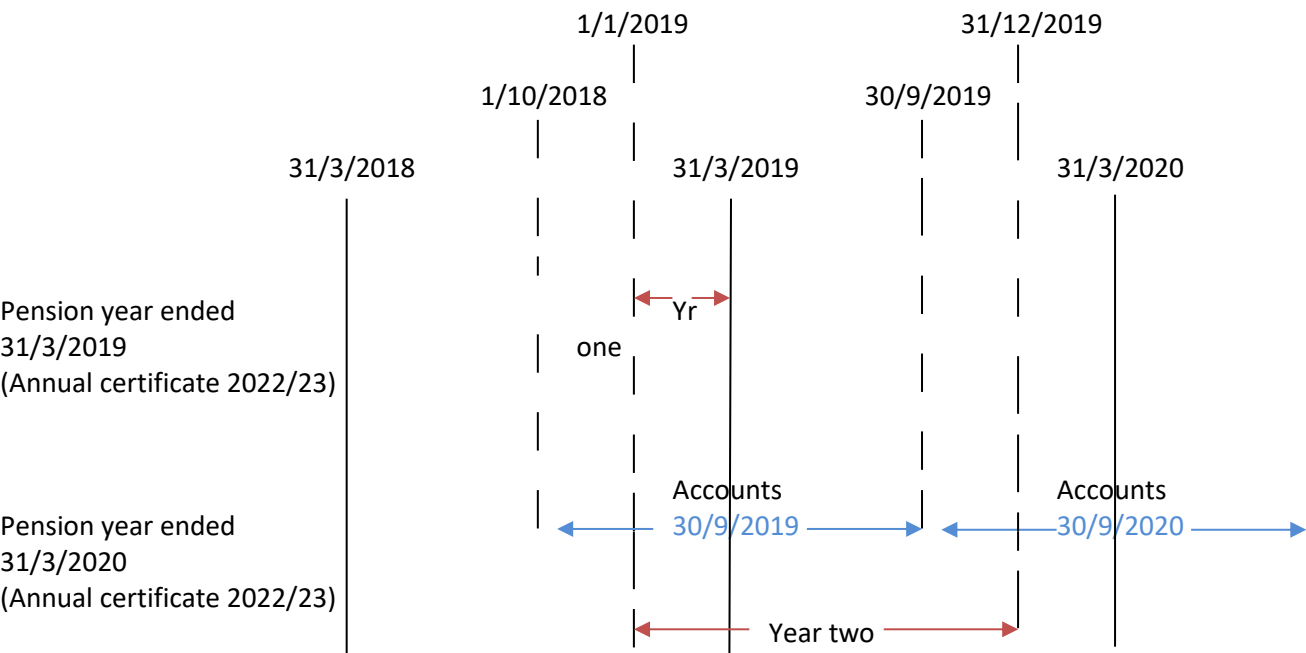 1/1/2019 31/12/2019
1/10/2018 30/9/2019
31/3/2018 31/3/2019 31/3/2020
Pension year ended
31/3/2019
(Annual certificate 2022/23)
Yr
one
Accounts
30/9/2019
Accounts
30/9/2020
Pension year ended
31/3/2020
(Annual certificate 2022/23)
Year two